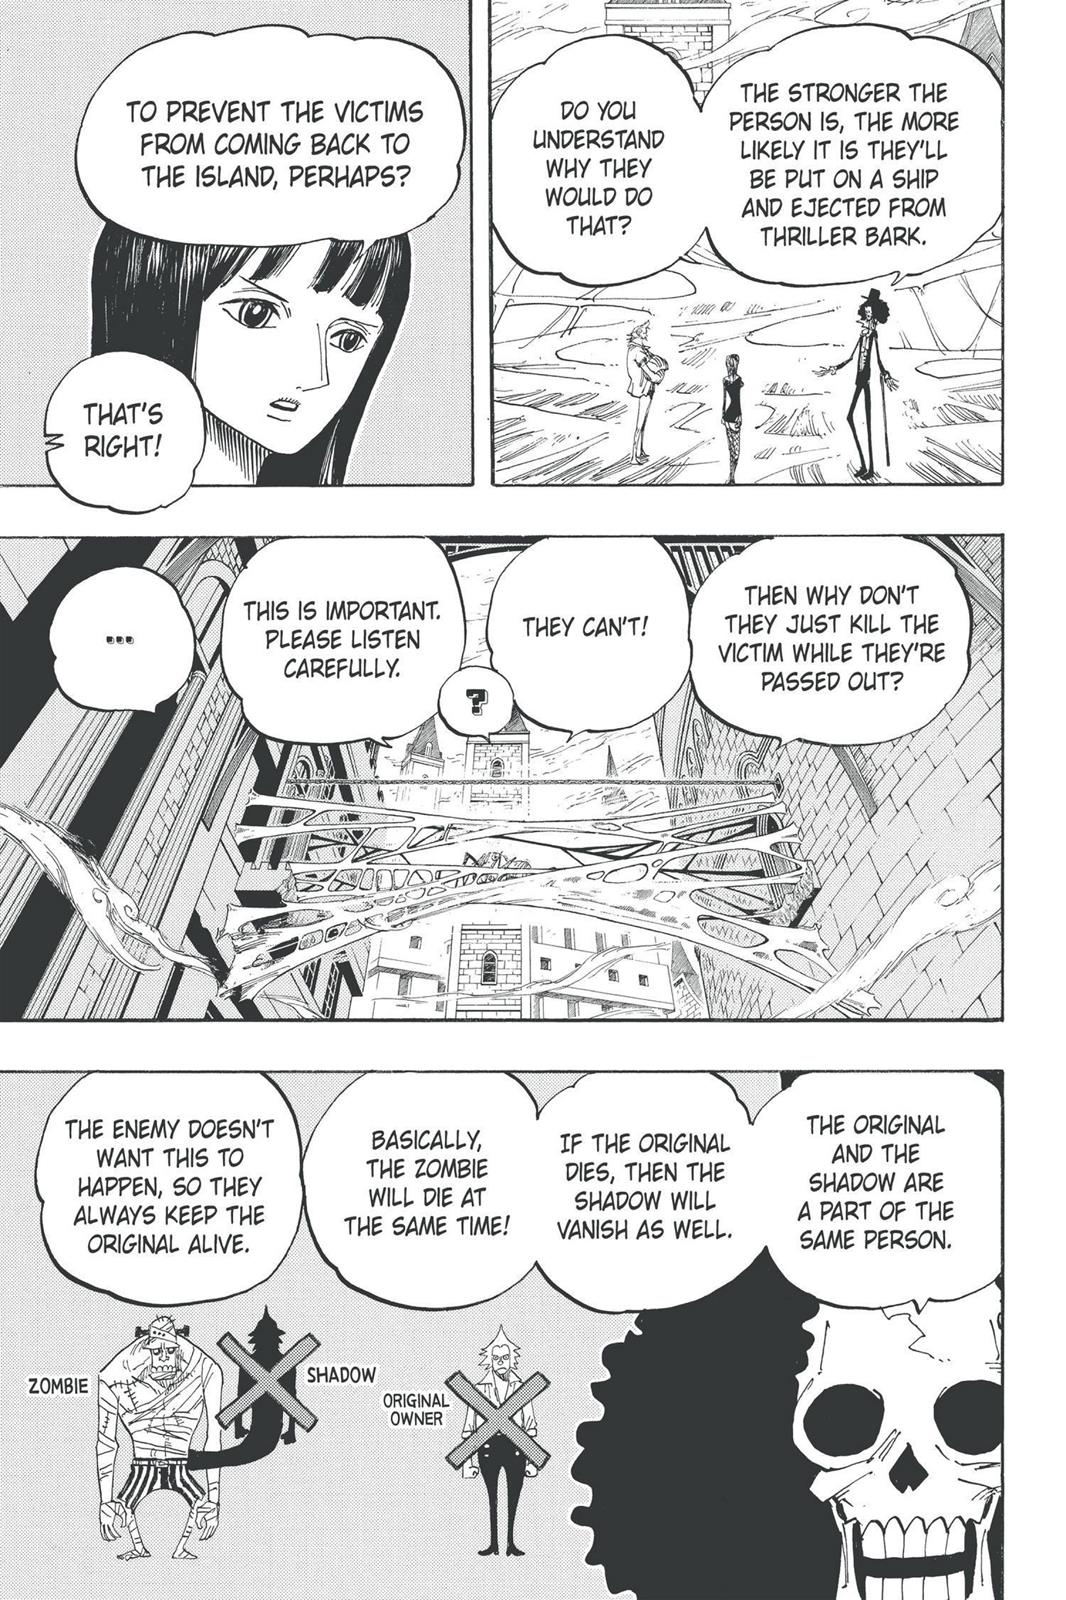 THE STRONGER THE
PERSON IS, THE MORE
LIKELY IT IS THEY'LL
BE PUT ON A SHIP
AND EJECTED FROM
THRILLER BARK.
DO YOU
UNDERSTAND
WHY THEY
WOULD DO
THAT?
TO PREVENT THE VICTIMS
FROM COMING BACK TO
THE ISLAND, PERHAPS?
THAT'S
RIGHT!
THEN WHY DON'T
THEY JUST KILL THE
VICTIM WHILE THEY'RE
PASSED OUT?
THEY CAN'T!
?
THIS IS IMPORTANT.
PLEASE LISTEN
CAREFULLY.
...
THE ORIGINAL
AND THE
SHADOW ARE
A PART OF THE
SAME PERSON.
IF THE ORIGINAL
DIES, THEN THE
SHADOW WILL
VANISH AS WELL.
BASICALLY,
THE ZOMBIE
WILL DIE AT
THE SAME TIME!
THE ENEMY DOESN'T
WANT THIS TO
HAPPEN, SO THEY
ALWAYS KEEP THE
ORIGINAL ALIVE.
ORIGINAL
OWNER
SHADOW
ZOMBIE